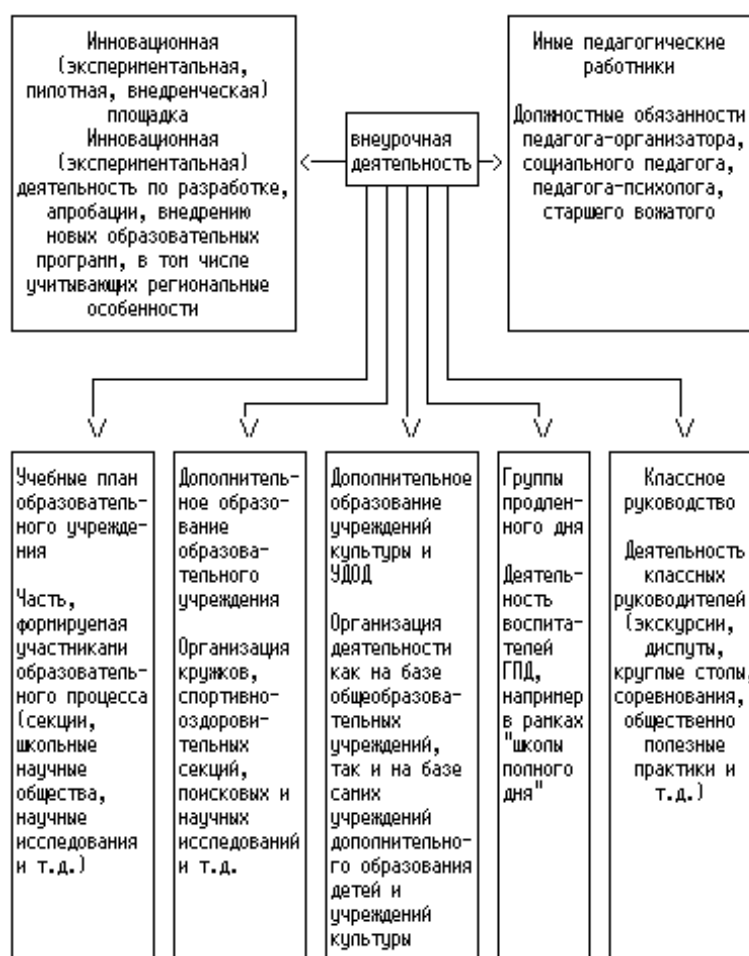 Инновационная
(экспериментальная,
пилотная, внедренческая)
площадка
Инновационная
(экспериментальная)
деятельность по разработке,
апробации, внедрению
новых образовательных
программ, в том числе
учитывающих региональные
особенности
внеурочная
деятельность
Иные педагогические
работники
Должностные обязанности
педагога-организатора,
социального педагога,
педагога-психолога,
старшего вожатого
Учебные план
образователь-
ного учрежде-
ния
Часть,
формируемая
участниками
образователь-
ного процесса
(секции,
школьные
научные
общества,
научные
исследования
и т.д.)
Дополнитель-
ное образо-
вание
образова-
тельного
учреждения
Организация
кружков,
спортивно-
оздорови-
тельных
секций,
поисковых и
научных
исследований
и т.д.
Дополнительное
образование
учреждений
культуры и
УДОД
Организация
деятельности
как на базе
общеобразова-
тельных
учреждений,
так и на базе
самих
учреждений
дополнительно-
го образования
детей и
учреждений
культуры
Группы
продлен-
ного дня
Деятель-
ность
воспита-
телей
ГПД,
например
в рамках
"школы
полного
дня"
Классное
руководство
Деятельность
классных
руководителей
(экскурсии,
диспуты,
круглые столы,
соревнования,
общественно
полезные
практики и
т.д.)